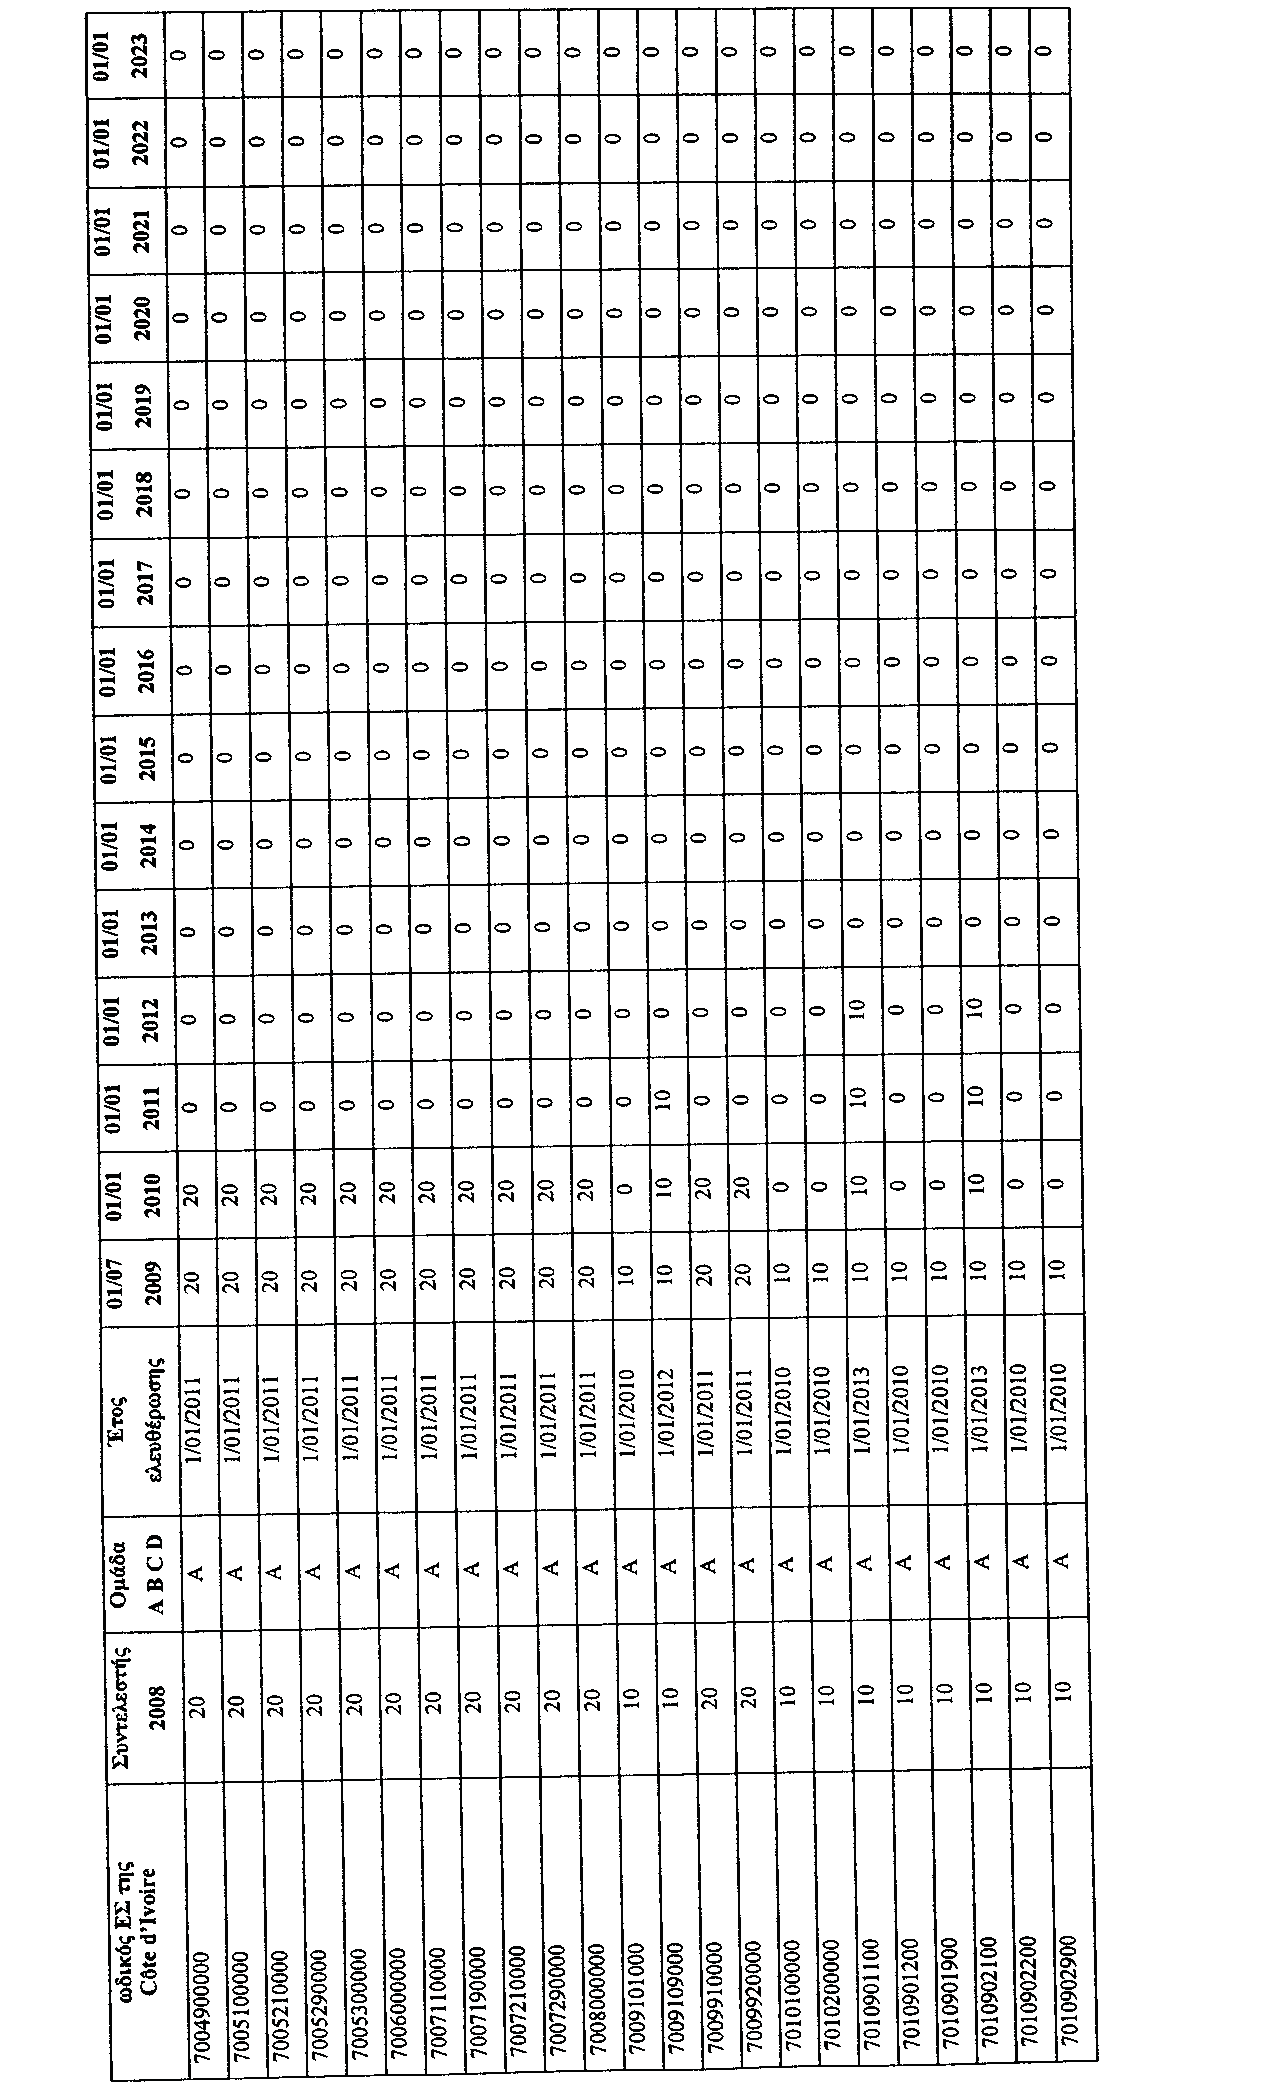 ωδικός ΕΣ της Côte d'Ivoire Συντελεστής 2008 Ομάδα A B C D Έτος ελευθέρωσης 01/07 2009 01/01 2010 01/01 2011 01/01 2012 01/01 2013 01/01 2014 01/01 2015 01/01 2016 01/01 2017 01/01 2018 01/01 2019 01/01 2020 01/01 2021 01/01 2022 01/01 2023
7004900000 20 A 1/01/2011 20 20 0 0 0 0 0 0 0 0 0 0 0 0 0
7005100000 20 A 1/01/2011 20 20 0 0 0 0 0 0 0 0 0 0 0 0 0
7005210000 20 A 1/01/2011 20 20 0 0 0 0 0 0 0 0 0 0 0 0 0
7005290000 20 A 1/01/2011 20 20 0 0 0 0 0 0 0 0 0 0 0 0 0
7005300000 20 A 1/01/2011 20 20 0 0 0 0 0 0 0 0 0 0 0 0 0
7006000000 20 A 1/01/2011 20 20 0 0 0 0 0 0 0 0 0 0 0 0 0
7007110000 20 A 1/01/2011 20 20 0 0 0 0 0 0 0 0 0 0 0 0 0
7007190000 20 A 1/01/2011 20 20 0 0 0 0 0 0 0 0 0 0 0 0 0
7007210000 20 A 1/01/2011 20 20 0 0 0 0 0 0 0 0 0 0 0 0 0
7007290000 20 A 1/01/2011 20 20 0 0 0 0 0 0 0 0 0 0 0 0 0
7008000000 20 A 1/01/2011 20 20 0 0 0 0 0 0 0 0 0 0 0 0 0
7009101000 10 A 1/01/2010 10 0 0 0 0 0 0 0 0 0 0 0 0 0 0
7009109000 10 A 1/01/2012 10 10 10 0 0 0 0 0 0 0 0 0 0 0 0
7009910000 20 A 1/01/2011 20 20 0 0 0 0 0 0 0 0 0 0 0 0 0
7009920000 20 A 1/01/2011 20 20 0 0 0 0 0 0 0 0 0 0 0 0 0
7010100000 10 A 1/01/2010 10 0 0 0 0 0 0 0 0 0 0 0 0 0 0
7010200000 10 A 1/01/2010 10 0 0 0 0 0 0 0 0 0 0 0 0 0 0
7010901100 10 A 1/01/2013 10 10 10 10 0 0 0 0 0 0 0 0 0 0 0
7010901200 10 A 1/01/2010 10 0 0 0 0 0 0 0 0 0 0 0 0 0 0
7010901900 10 A 1/01/2010 10 0 0 0 0 0 0 0 0 0 0 0 0 0 0
7010902100 10 A 1/01/2013 10 10 10 10 0 0 0 0 0 0 0 0 0 0 0
7010902200 10 A 1/01/2010 10 0 0 0 0 0 0 0 0 0 0 0 0 0 0
7010902900 10 A 1/01/2010 10 0 0 0 0 0 0 0 0 0 0 0 0 0 0